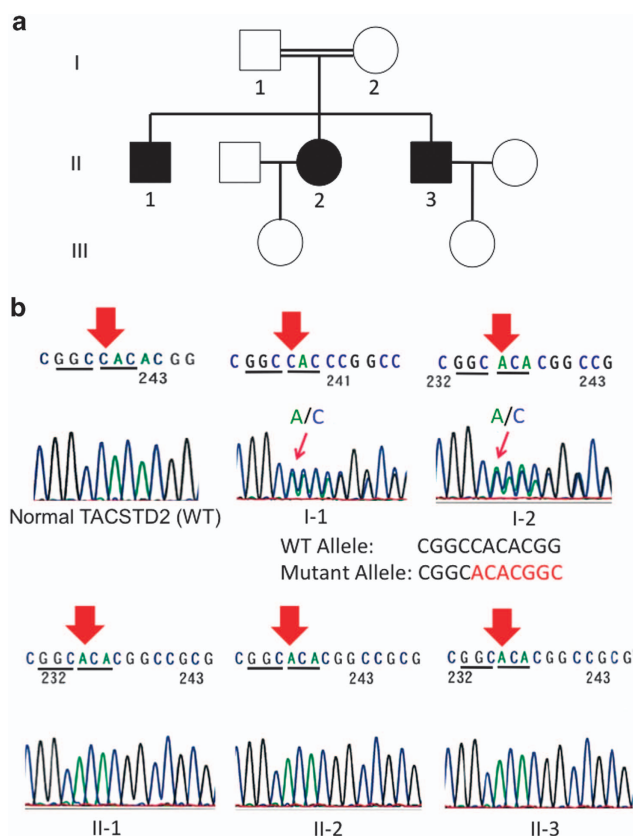 a
I
1
2
II
1
2
3
III
b
CGGCCACACGG
243
CGGCCACCCGGCC
241
CGGCACACGGCCG
232
243
A/C
A/C
Normal TACSTD2 (WT)
I-1
I-2
WT Allele: CGGCCACACGG
Mutant Allele: CGGCACACGGC
CGGCACACGGCCGCG
232
243
CGGCACACGGCCGCG
243
CGGCACACGGCCGCG
232
243
II-1
II-2
II-3